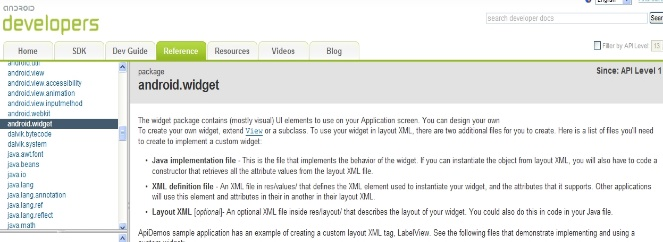 ANDROID
developers
English
search developer docs
Sear
Home
SDK
Dev Guide
Reference
Resources
Videos
Blog
Filter by API Level
android.util
android.view
android.view.accessibility
android.view.animation
android.view.inputmethod
android.webkit
android.widget
dalvik.bytecode
dalvik.system
java.awt.font
java.beans
java.io
java.lang
java.lang.annotation
java.lang.ref
java.lang.reflect
java.math
package
Since: API Level 1
android.widget
The widget package contains (mostly visual) UI elements to use on your Application screen. You can design your own
To create your own widget, extend View or a subclass. To use your widget in layout XML, there are two additional files for you to create. Here is a list of files you'll need
to create to implement a custom widget:
• Java implementation file - This is the file that implements the behavior of the widget. If you can instantiate the object from layout XML, you will also have to code a
constructor that retrieves all the attribute values from the layout XML file.
• XML definition file - An XML file in res/values/ that defines the XML element used to instantiate your widget, and the attributes that it supports. Other applications
will use this element and attributes in their in another in their layout XML.
• Layout XML [optional]- An optional XML file inside res/layout/ that describes the layout of your widget. You could also do this in code in your Java file.
ApiDemos sample application has an example of creating a custom layout XML tag, LabelView. See the following files that demonstrate implementing and using a